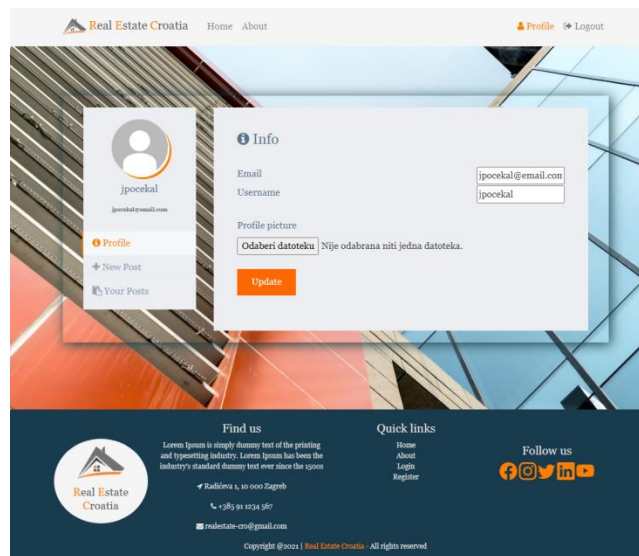 Real Estate Croatia Home About Profile Logout
Info
jpocekal
jpocekal@email.com
Profile
New Post
Your Posts
Email jpocekal@email.com
Username jpocekal
Profile picture
Odaberi datoteku Nije odabrana niti jedna datoteka.
Update
Real Estate
Croatia
Find us
Lorem Ipsum is simply dummy text of the printing
and typesetting industry. Lorem Ipsum has been the
industry's standard dummy text ever since the 1500s
Radićeva 1, 10 000 Zagreb
+385 91 1234 567
realestate-cro@gmail.com
Quick links
Home
About
Login
Register
Follow us
Copyright @2021 | Real Estate Croatia - All rights reserved